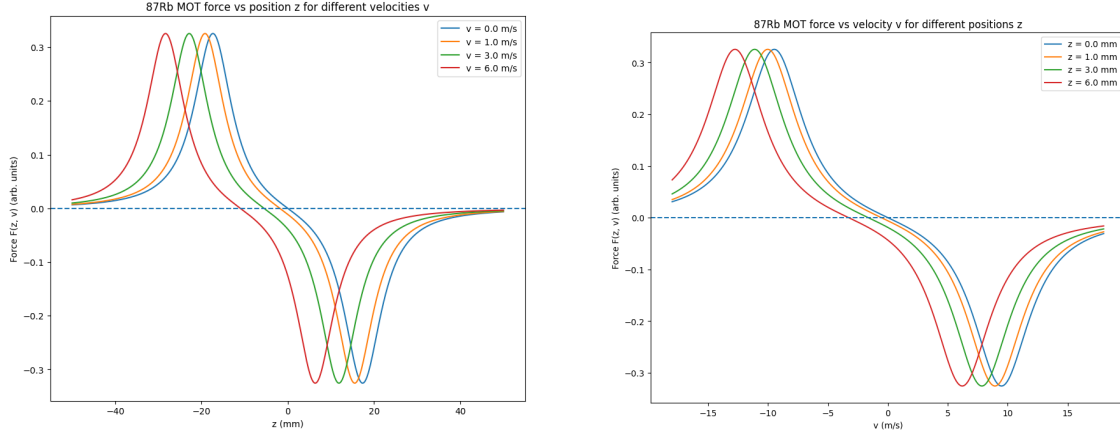 87Rb MOT force vs position z for different velocities v
v = 0.0 m/s
v = 1.0 m/s
v = 3.0 m/s
v = 6.0 m/s
0.3
0.2
0.1
0.0
−0.1
−0.2
−0.3
Force F(z, v) (arb. units)
−40
−20
0
20
40
z (mm)
87Rb MOT force vs velocity v for different positions z
z = 0.0 mm
z = 1.0 mm
z = 3.0 mm
z = 6.0 mm
0.3
0.2
0.1
0.0
−0.1
−0.2
−0.3
Force F(z, v) (arb. units)
−15
−10
−5
0
5
10
15
v (m/s)